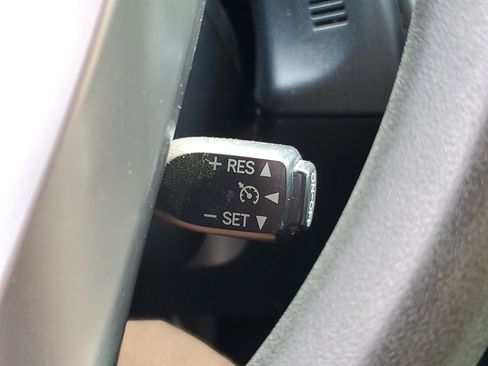 + RES ▲
◀
− SET ▼
ON-OFF